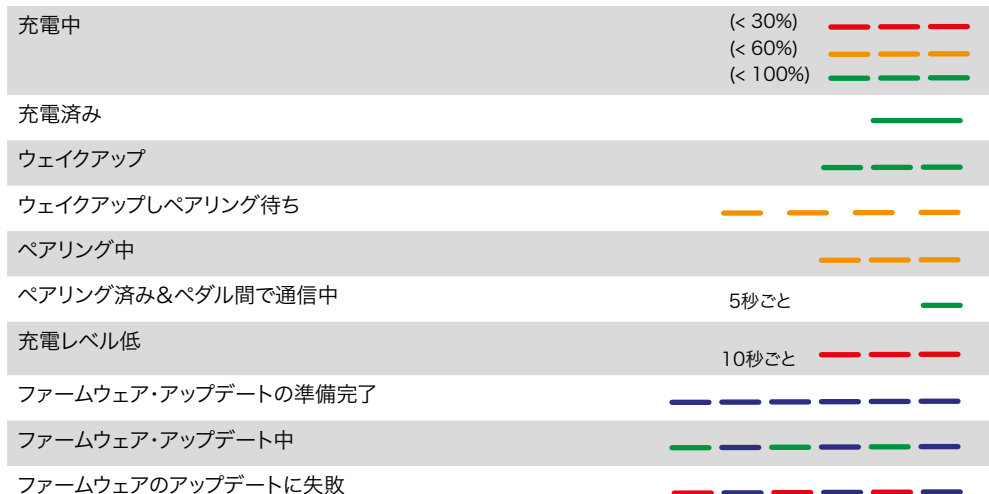 充電中
(< 30%)
(< 60%)
(< 100%)
充電済み
ウェイクアップ
ウェイクアップしペアリング待ち
ペアリング中
ペアリング済み&ペダル間で通信中 5秒ごと
充電レベル低 10秒ごと
ファームウェア・アップデートの準備完了
ファームウェア・アップデート中
ファームウェアのアップデートに失敗